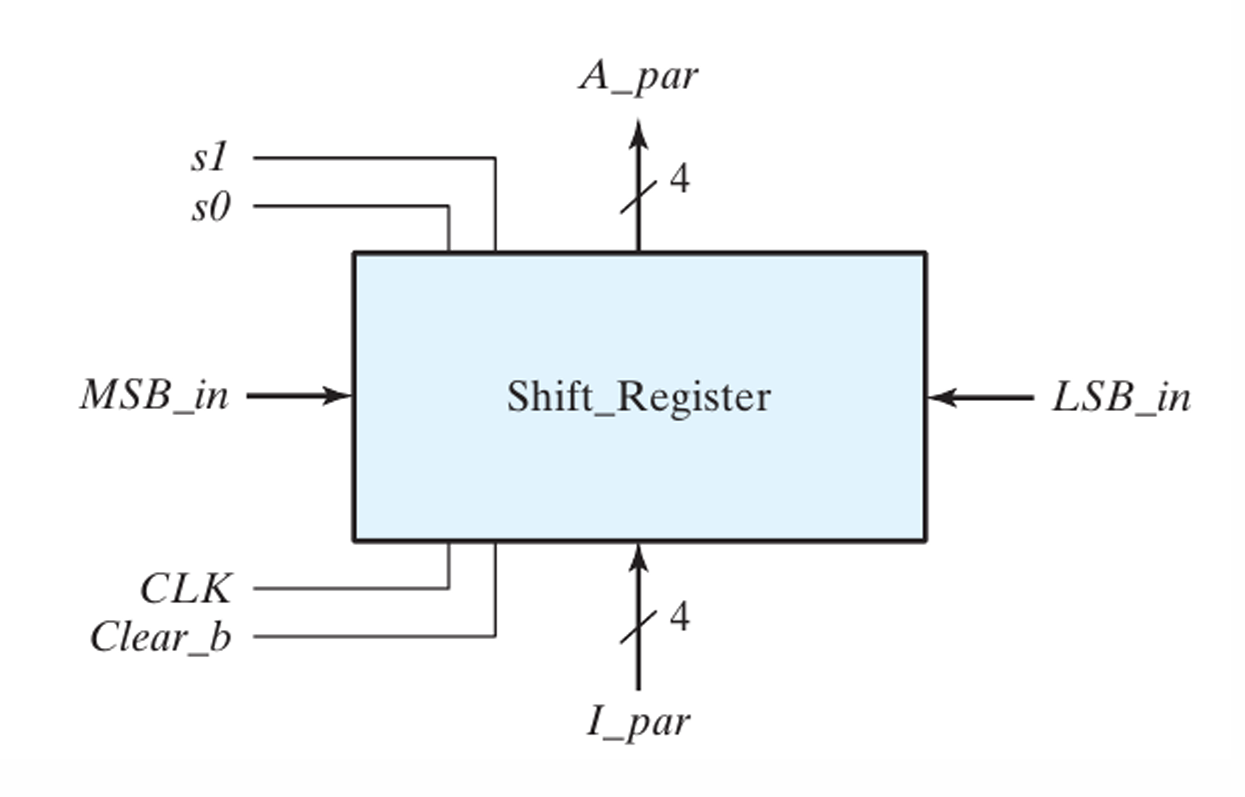 A_par
s1
4
s0
MSB_in
Shift_Register
LSB_in
CLK
4
Clear_b
I_par